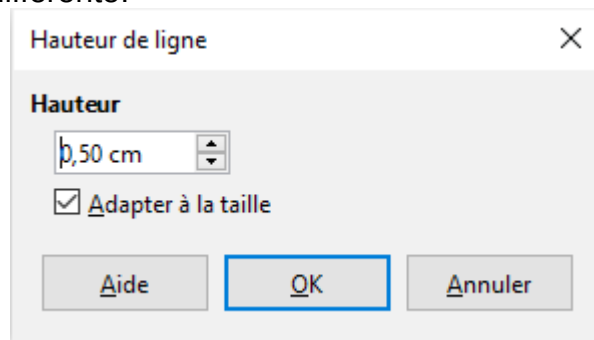 Hauteur de ligne
Hauteur
0,50 cm
Adapter à la taille
Aide OK Annuler